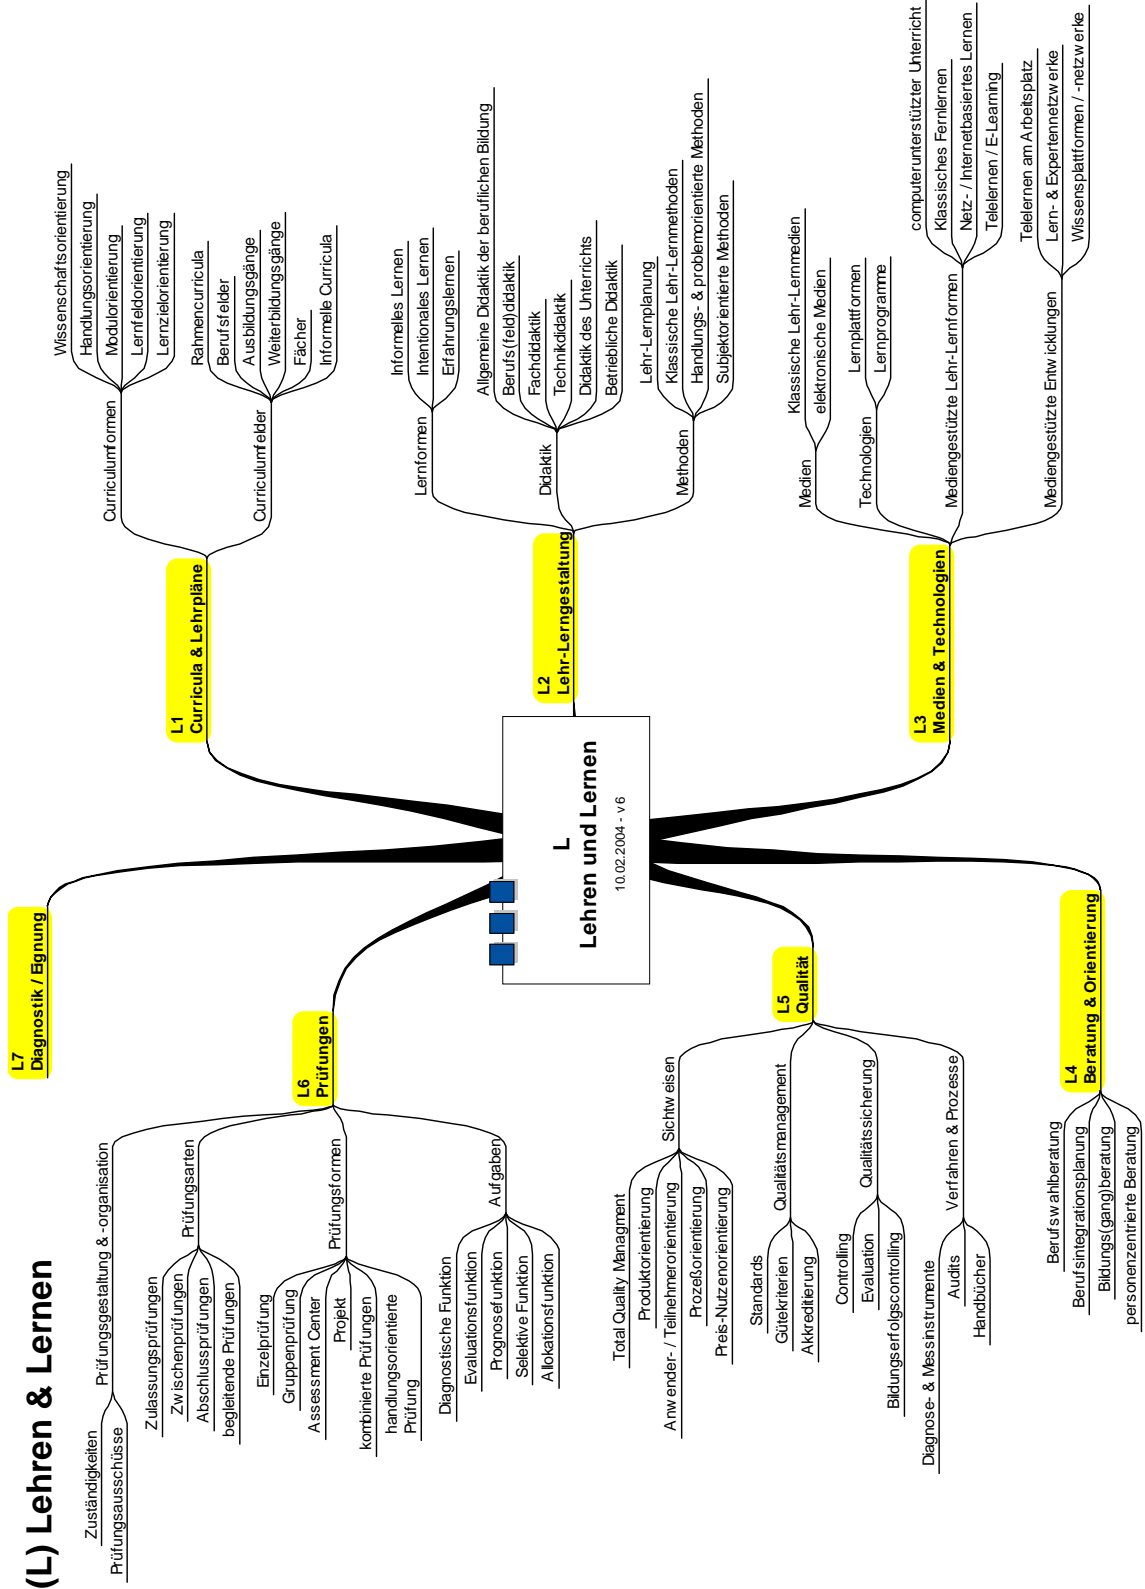 (L) Lehren & Lernen
L
Lehren und Lernen
10.02.2004 - v6
L1
Curricula & Lehrpläne
Curriculumformen
Wissenschaftsorientierung
Handlungsorientierung
Modulorientierung
Lernfeldorientierung
Lernzielorientierung
Curriculumfelder
Rahmencurricula
Berufsfelder
Ausbildungsgänge
Weiterbildungsgänge
Fächer
Informelle Curricula
L2
Lehr-Lerngestaltung
Lernformen
Informelles Lernen
Intentionales Lernen
Erfahrungslernen
Didaktik
Allgemeine Didaktik der beruflichen Bildung
Berufs(feld)didaktik
Fachdidaktik
Technikdidaktik
Didaktik des Unterrichts
Betriebliche Didaktik
Methoden
Lehr-Lernplanung
Klassische Lehr-Lernmethoden
Handlungs- & problemorientierte Methoden
Subjektorientierte Methoden
L3
Medien & Technologien
Medien
Klassische Lehr-Lernmedien
elektronische Medien
Technologien
Lernplattformen
Lernprogramme
Mediengestützte Lehr-Lernformen
computerunterstützter Unterricht
Klassisches Fernlernen
Netz- / Internetbasiertes Lernen
Telelernen / E-Learning
Mediengestützte Entwicklungen
Telelernen am Arbeitsplatz
Lern- & Expertennetzwerke
Wissensplattformen / -netzwerke
L4
Beratung & Orientierung
Berufswahlberatung
Berufsintegrationsplanung
Bildungs(gang)beratung
personenzentrierte Beratung
L5
Qualität
Sichtweisen
Total Quality Managment
Produktorientierung
Anwender- / Teilnehmerorientierung
Prozeßorientierung
Preis-Nutzenorientierung
Qualitätsmanagement
Standards
Gütekriterien
Akkreditierung
Qualitätssicherung
Controlling
Evaluation
Bildungserfolgscontrolling
Verfahren & Prozesse
Diagnose- & Messinstrumente
Audits
Handbücher
L6
Prüfungen
Prüfungsgestaltung & -organisation
Zuständigkeiten
Prüfungsausschüsse
Prüfungsarten
Zulassungsprüfungen
Zwischenprüfungen
Abschlussprüfungen
begleitende Prüfungen
Prüfungsformen
Einzelprüfung
Gruppenprüfung
Assessment Center
Projekt
kombinierte Prüfungen
handlungsorientierte
Prüfung
Aufgaben
Diagnostische Funktion
Evaluationsfunktion
Prognosefunktion
Selektive Funktion
Allokationsfunktion
L7
Diagnostik / Eignung